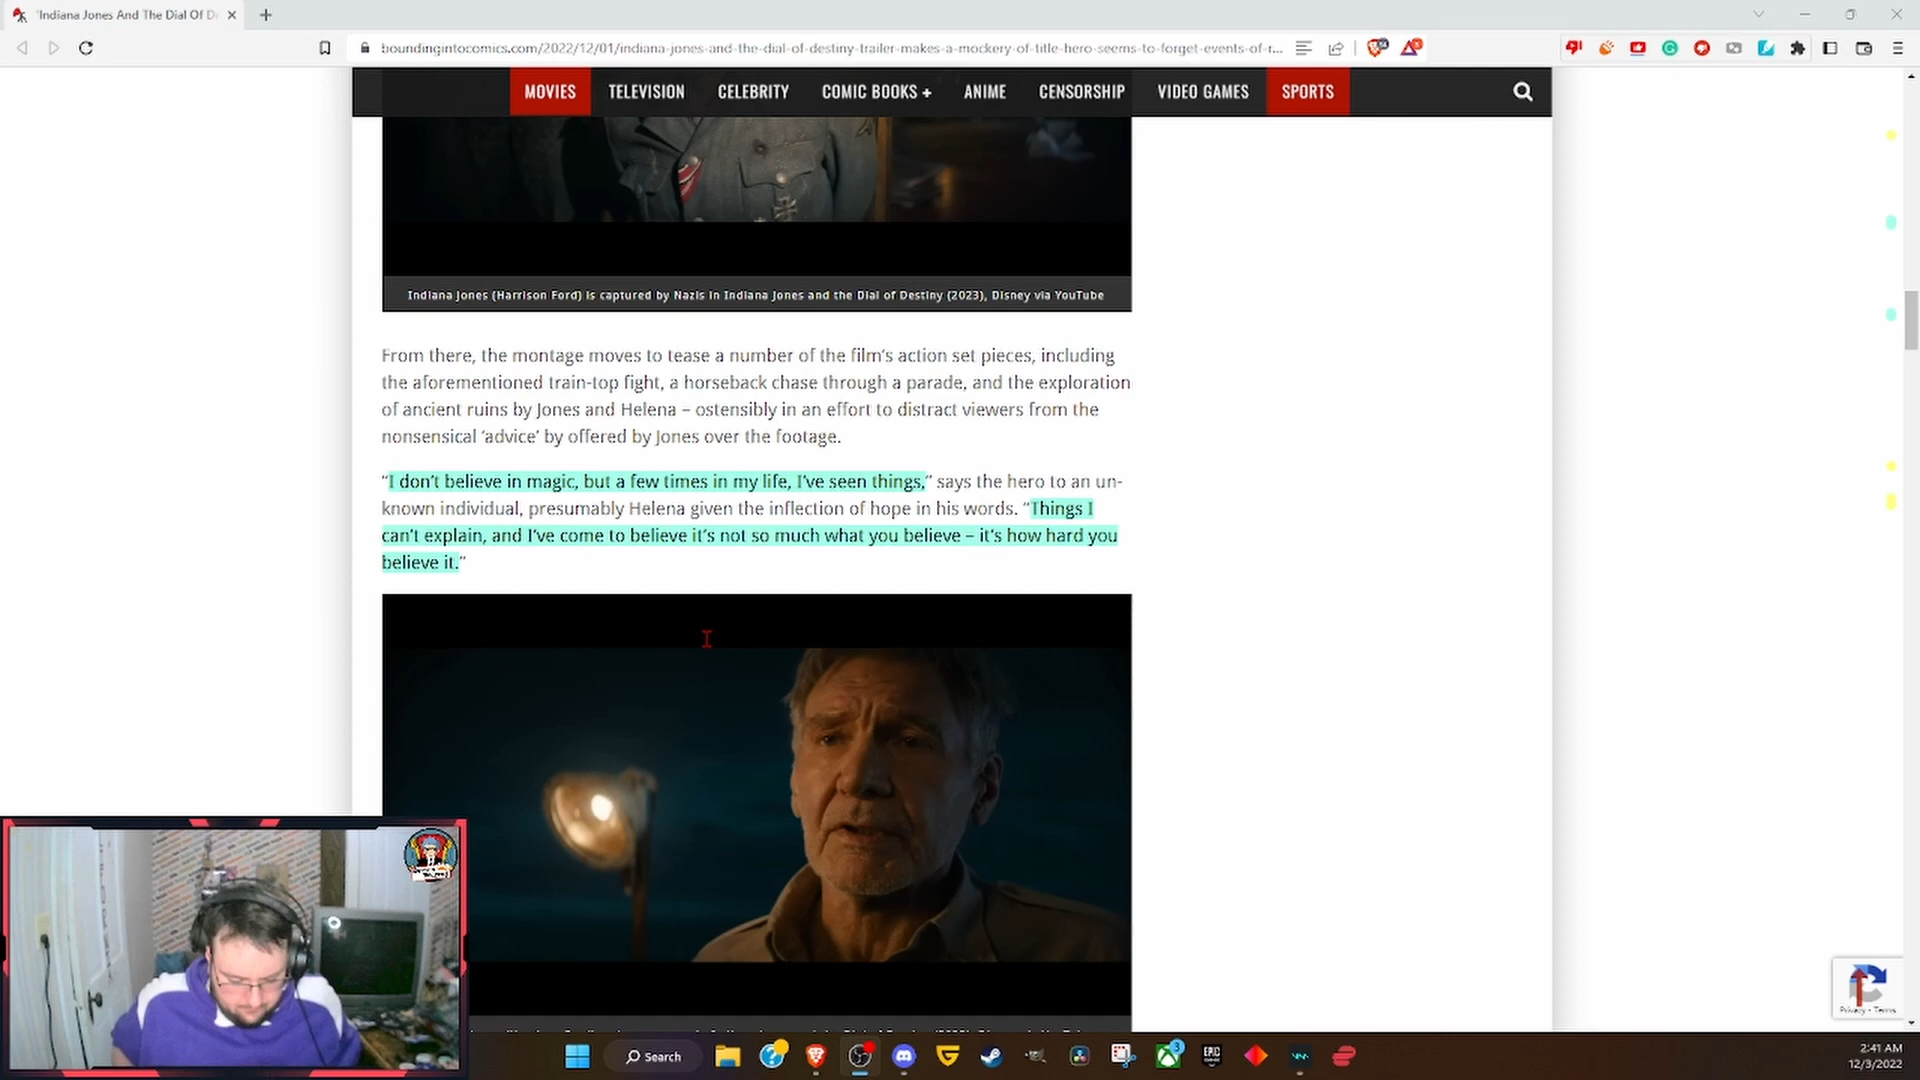 'Indiana Jones And The Dial Of D
boundingintocomics.com/2022/12/01/indiana-jones-and-the-dial-of-destiny-trailer-makes-a-mockery-of-title-hero-seems-to-forget-events-of-r...
MOVIES TELEVISION CELEBRITY COMIC BOOKS + ANIME CENSORSHIP VIDEO GAMES SPORTS
Indiana Jones (Harrison Ford) is captured by Nazis in Indiana Jones and the Dial of Destiny (2023), Disney via YouTube
From there, the montage moves to tease a number of the film's action set pieces, including
the aforementioned train-top fight, a horseback chase through a parade, and the exploration
of ancient ruins by Jones and Helena – ostensibly in an effort to distract viewers from the
nonsensical 'advice' by offered by Jones over the footage.
"I don't believe in magic, but a few times in my life, I've seen things," says the hero to an un-
known individual, presumably Helena given the inflection of hope in his words. "Things I
can't explain, and I've come to believe it's not so much what you believe – it's how hard you
believe it."
Privacy - Terms
Search
EPIC
3
2:41 AM
12/3/2022